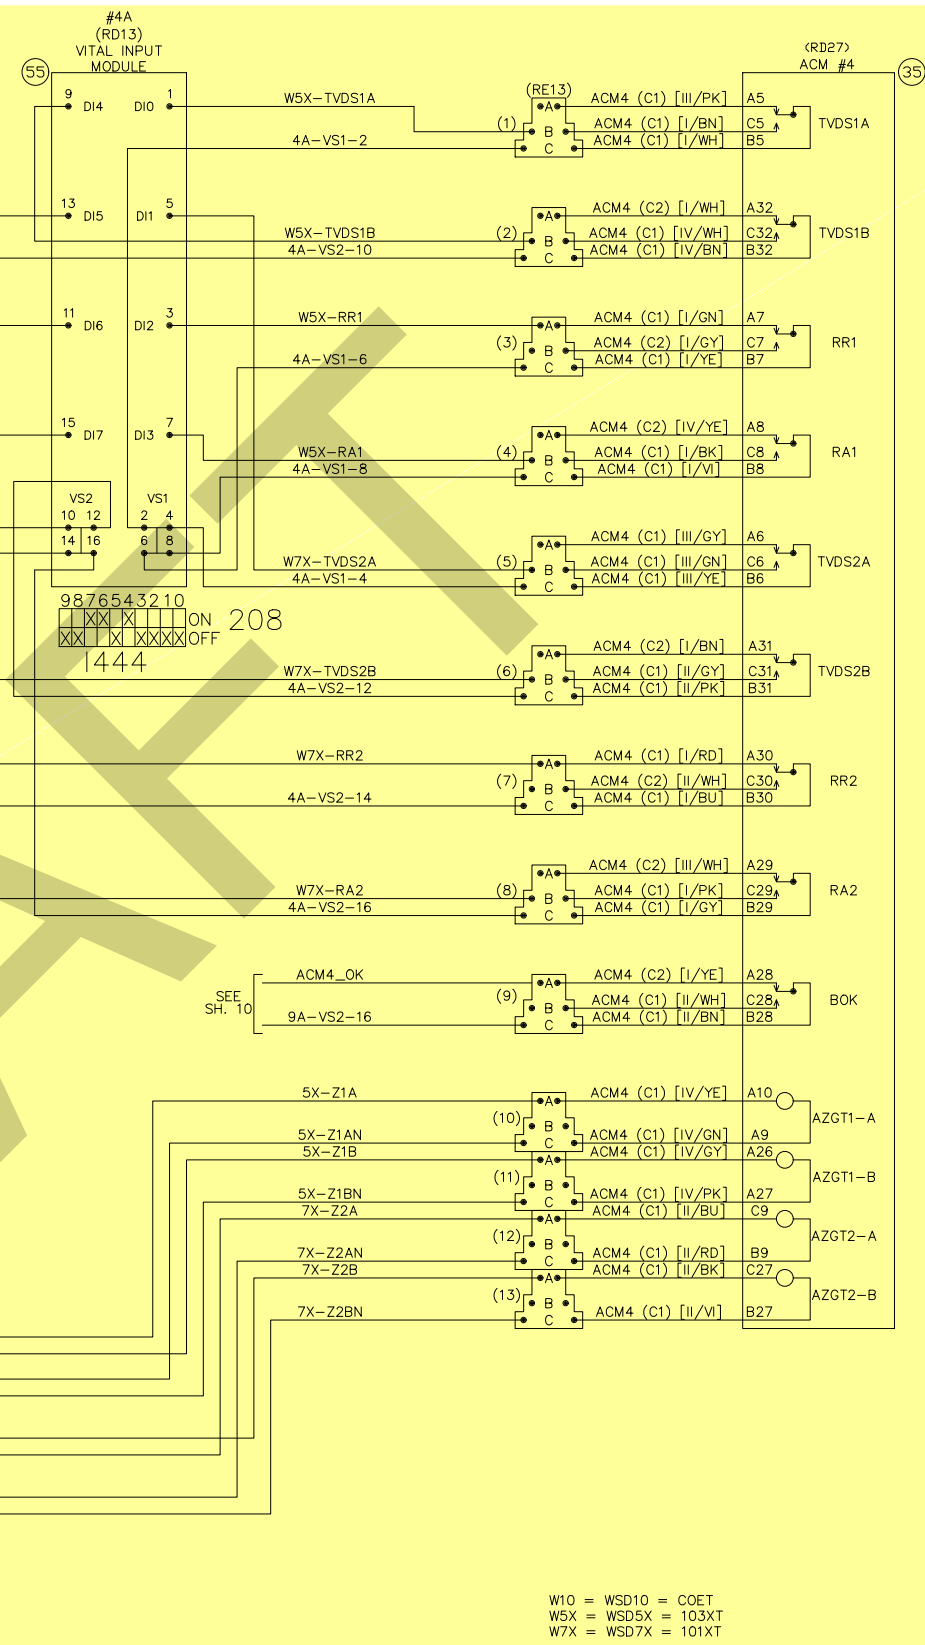 #4A
(RD13)
VITAL INPUT
MODULE
55
(RD27)
ACM #4
35
9 DI4 DI0 1
W5X-TVDS1A
(RE13)
A
ACM4 (C1) [III/PK] A5
(1) B
ACM4 (C1) [I/BN] C5
TVDS1A
4A-VS1-2
C
ACM4 (C1) [I/WH] B5
13 DI5 DI1 5
A
ACM4 (C2) [I/WH] A32
W5X-TVDS1B
(2) B
ACM4 (C1) [IV/WH] C32
TVDS1B
4A-VS2-10
C
ACM4 (C1) [IV/BN] B32
11 DI6 DI2 3
W5X-RR1
A
ACM4 (C1) [I/GN] A7
(3) B
ACM4 (C2) [I/GY] C7
RR1
4A-VS1-6
C
ACM4 (C1) [I/YE] B7
15 DI7 DI3 7
A
ACM4 (C2) [IV/YE] A8
W5X-RA1
(4) B
ACM4 (C1) [I/BK] C8
RA1
4A-VS1-8
C
ACM4 (C1) [I/VI] B8
VS2 VS1
10 12 2 4
14 16 6 8
A
ACM4 (C1) [III/GY] A6
W7X-TVDS2A
(5) B
ACM4 (C1) [III/GN] C6
TVDS2A
4A-VS1-4
C
ACM4 (C1) [III/YE] B6
9876543210
XX X ON 208
XX X XXXX OFF
1444
A
ACM4 (C2) [I/BN] A31
W7X-TVDS2B
(6) B
ACM4 (C1) [II/GY] C31
TVDS2B
4A-VS2-12
C
ACM4 (C1) [II/PK] B31
W7X-RR2
A
ACM4 (C1) [I/RD] A30
(7) B
ACM4 (C2) [II/WH] C30
RR2
4A-VS2-14
C
ACM4 (C1) [I/BU] B30
A
ACM4 (C2) [III/WH] A29
W7X-RA2
(8) B
ACM4 (C1) [I/PK] C29
RA2
4A-VS2-16
C
ACM4 (C1) [I/GY] B29
SEE
SH. 10
ACM4_OK
A
ACM4 (C2) [I/YE] A28
(9) B
ACM4 (C1) [II/WH] C28
BOK
9A-VS2-16
C
ACM4 (C1) [II/BN] B28
5X-Z1A
A
ACM4 (C1) [IV/YE] A10
(10) B
AZGT1-A
5X-Z1AN
C
ACM4 (C1) [IV/GN] A9
5X-Z1B
A
ACM4 (C1) [IV/GY] A26
(11) B
AZGT1-B
5X-Z1BN
C
ACM4 (C1) [IV/PK] A27
7X-Z2A
A
ACM4 (C1) [II/BU] C9
(12) B
AZGT2-A
7X-Z2AN
C
ACM4 (C1) [II/RD] B9
7X-Z2B
A
ACM4 (C1) [II/BK] C27
(13) B
AZGT2-B
7X-Z2BN
C
ACM4 (C1) [II/VI] B27
W10 = WSD10 = COET
W5X = WSD5X = 103XT
W7X = WSD7X = 101XT